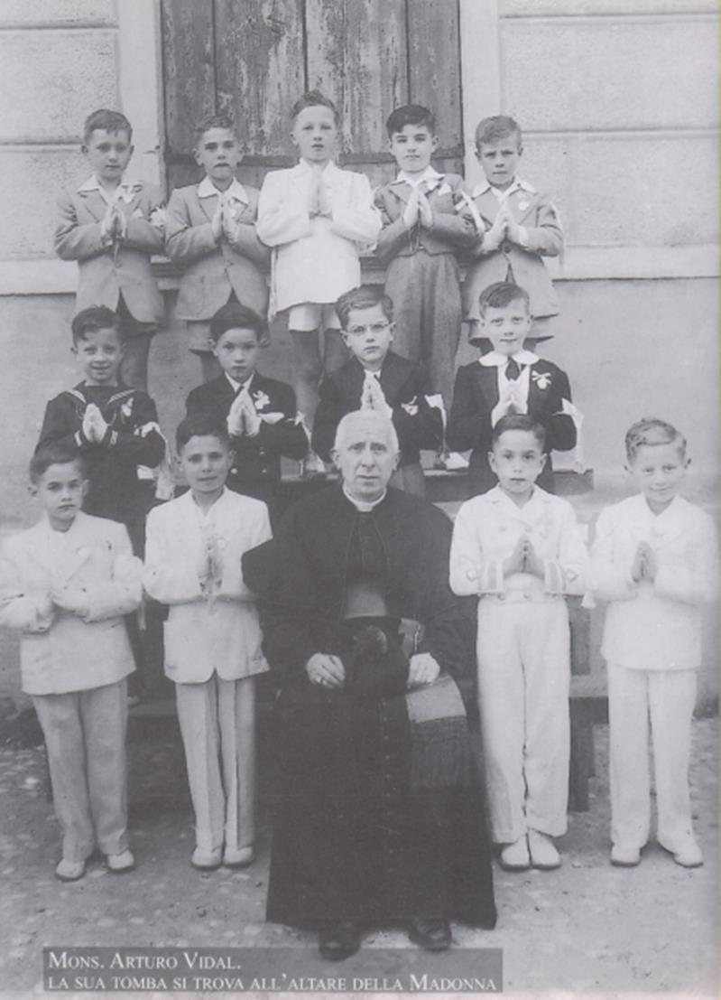 MONS. ARTURO VIDAL.
LA SUA TOMBA SI TROVA ALL'ALTARE DELLA MADONNA